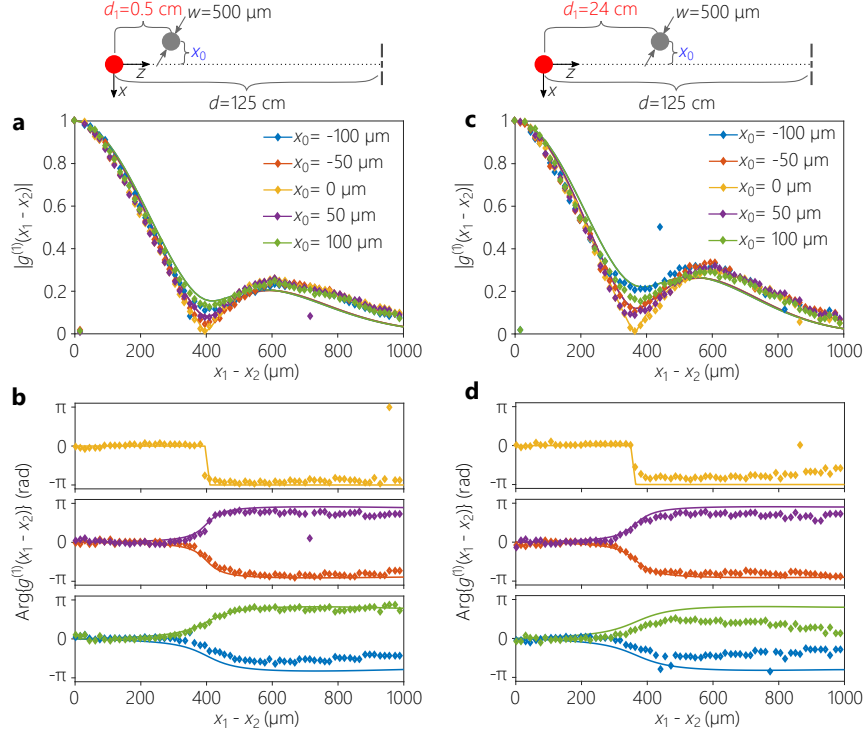 d₁=0.5 cm
w=500 µm
x₀
z
x
d=125 cm
d₁=24 cm
w=500 µm
x₀
z
x
d=125 cm
a
|g⁽¹⁾(x₁ - x₂)|
1
0.8
0.6
0.4
0.2
0
x₀= -100 µm
x₀= -50 µm
x₀= 0 µm
x₀= 50 µm
x₀= 100 µm
0 200 400 600 800 1000
x₁ - x₂ (µm)
c
|g⁽¹⁾(x₁ - x₂)|
1
0.8
0.6
0.4
0.2
0
x₀= -100 µm
x₀= -50 µm
x₀= 0 µm
x₀= 50 µm
x₀= 100 µm
0 200 400 600 800 1000
x₁ - x₂ (µm)
b
Arg{g⁽¹⁾(x₁ - x₂)} (rad)
π
0
-π
π
0
-π
π
0
-π
0 200 400 600 800 1000
x₁ - x₂ (µm)
d
Arg{g⁽¹⁾(x₁ - x₂)} (rad)
π
0
-π
π
0
-π
π
0
-π
0 200 400 600 800 1000
x₁ - x₂ (µm)